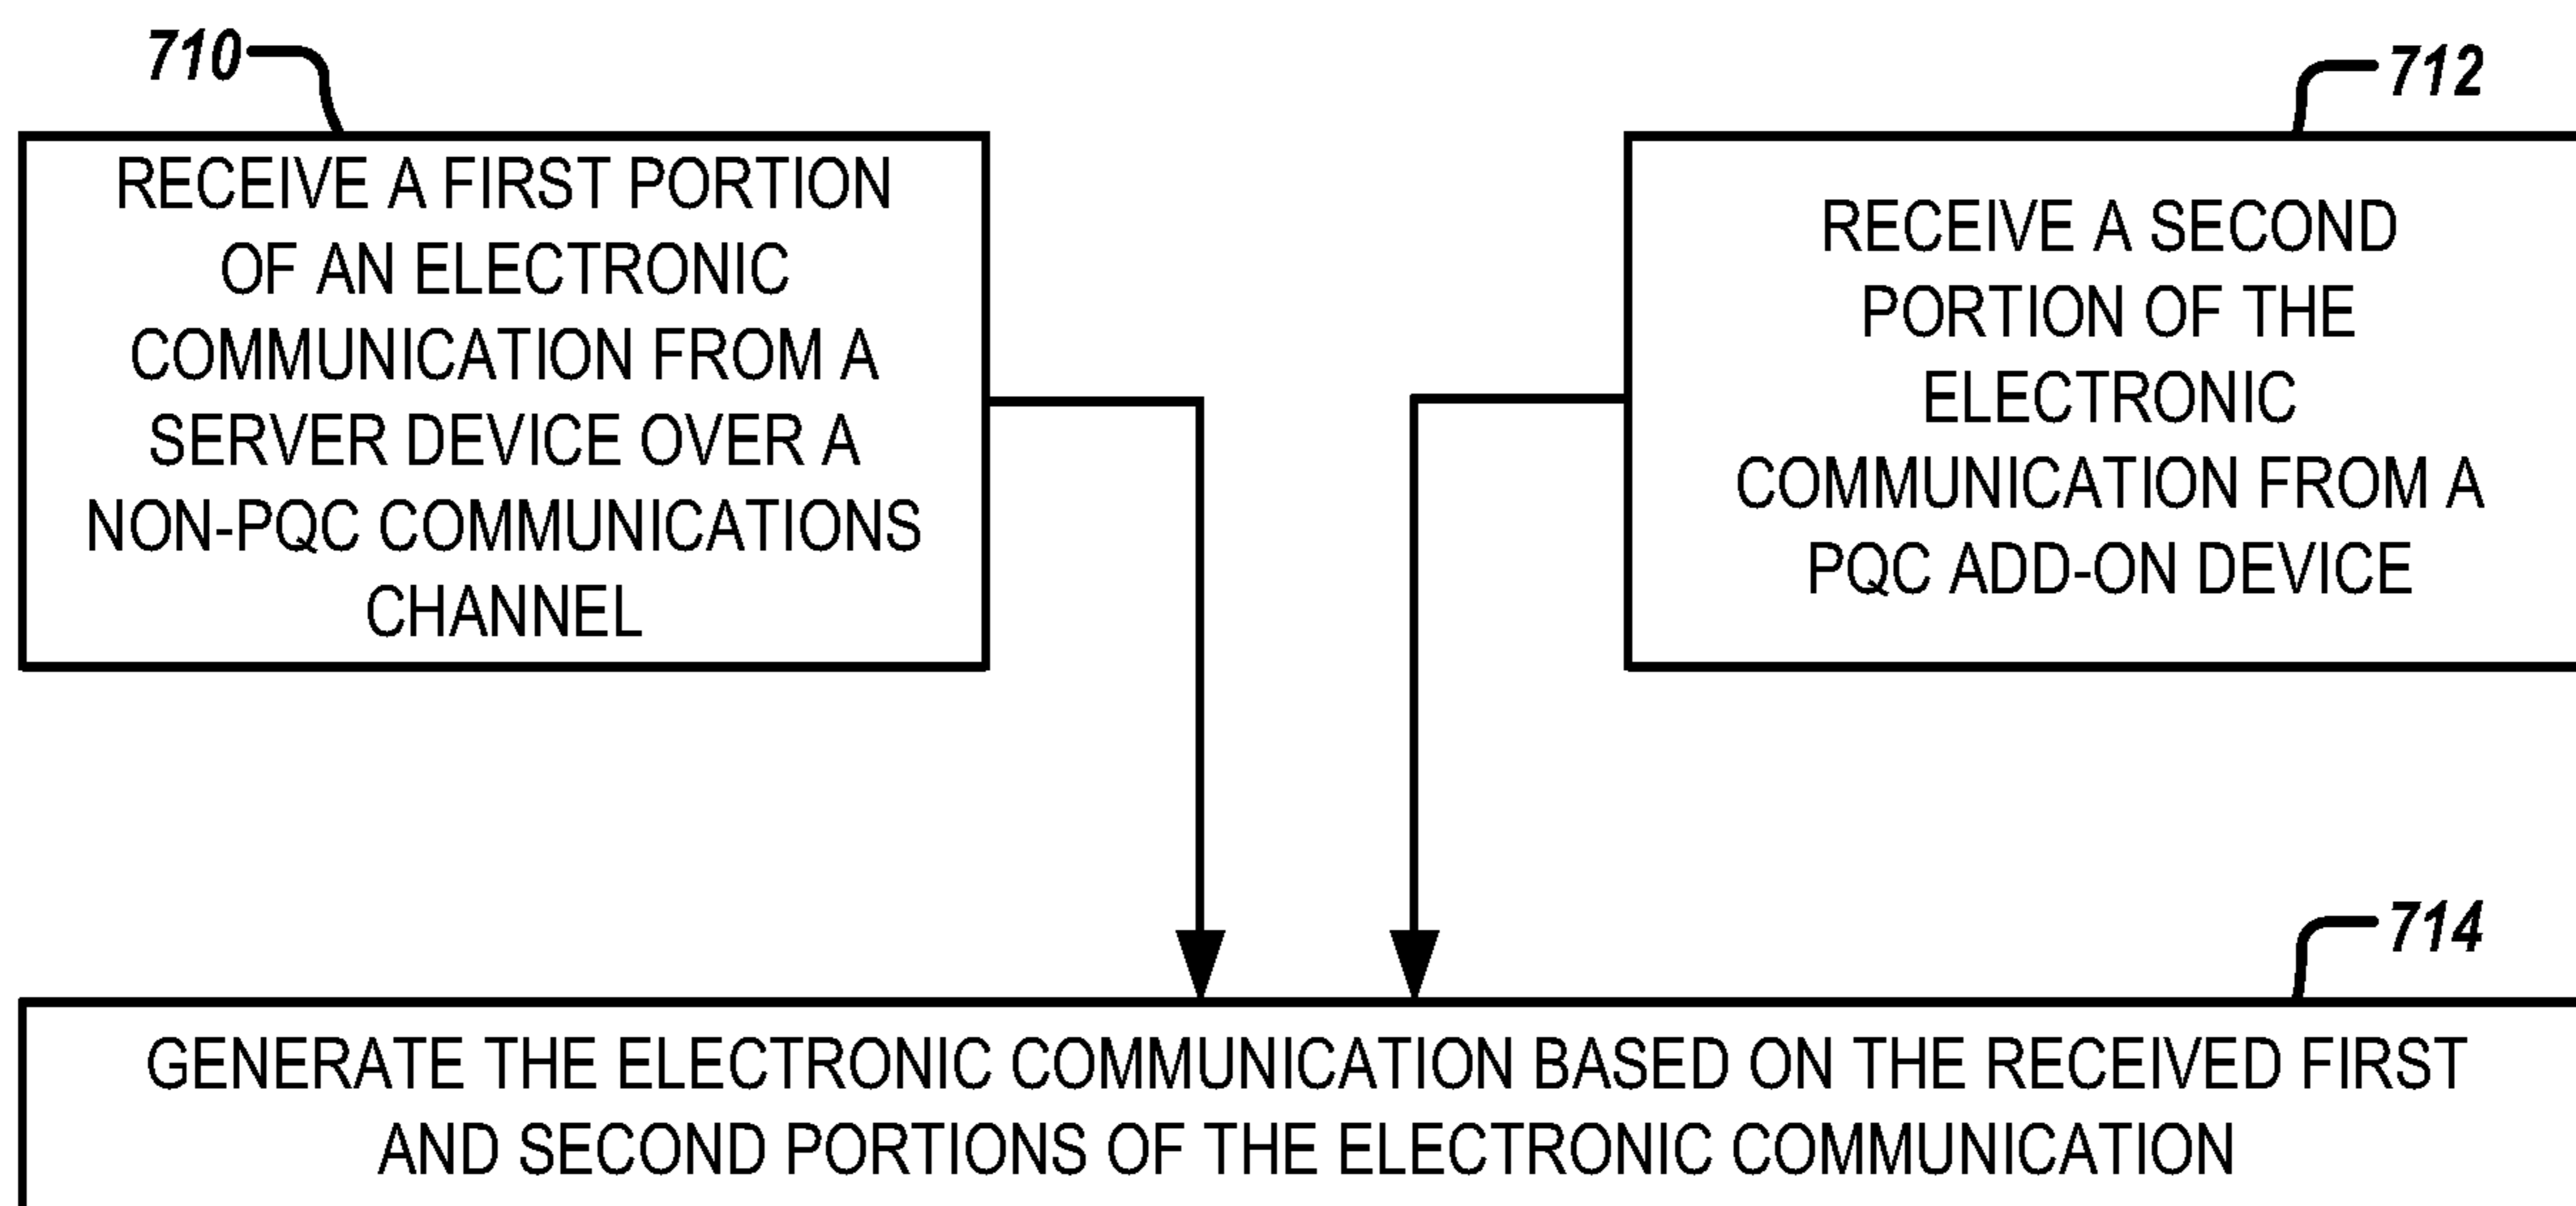 710
RECEIVE A FIRST PORTION
OF AN ELECTRONIC
COMMUNICATION FROM A
SERVER DEVICE OVER A
NON-PQC COMMUNICATIONS
CHANNEL
712
RECEIVE A SECOND
PORTION OF THE
ELECTRONIC
COMMUNICATION FROM A
PQC ADD-ON DEVICE
714
GENERATE THE ELECTRONIC COMMUNICATION BASED ON THE RECEIVED FIRST
AND SECOND PORTIONS OF THE ELECTRONIC COMMUNICATION